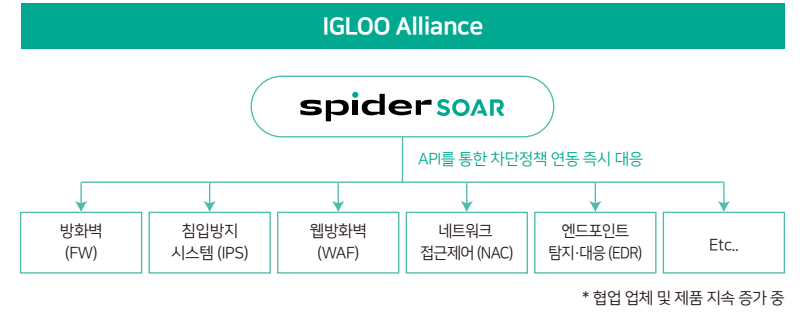 IGLOO Alliance
spider SOAR
API를 통한 차단정책 연동 즉시 대응
방화벽
(FW)
침입방지
시스템 (IPS)
웹방화벽
(WAF)
네트워크
접근제어 (NAC)
엔드포인트
탐지·대응 (EDR)
Etc..
* 협업 업체 및 제품 지속 증가 중